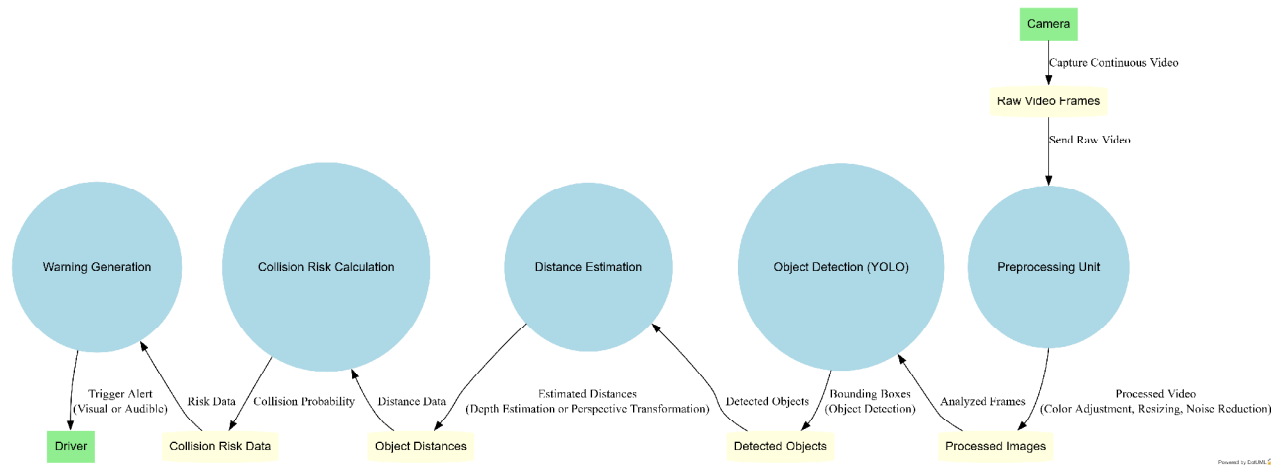 Camera
Capture Continuous Video
Raw Video Frames
Send Raw Video
Warning Generation
Collision Risk Calculation
Distance Estimation
Object Detection (YOLO)
Preprocessing Unit
Trigger Alert
(Visual or Audible)
Risk Data
Collision Probability
Distance Data
Estimated Distances
(Depth Estimation or Perspective Transformation)
Detected Objects
Bounding Boxes
(Object Detection)
Analyzed Frames
Processed Video
(Color Adjustment, Resizing, Noise Reduction)
Driver
Collision Risk Data
Object Distances
Detected Objects
Processed Images
Powered by DotUML